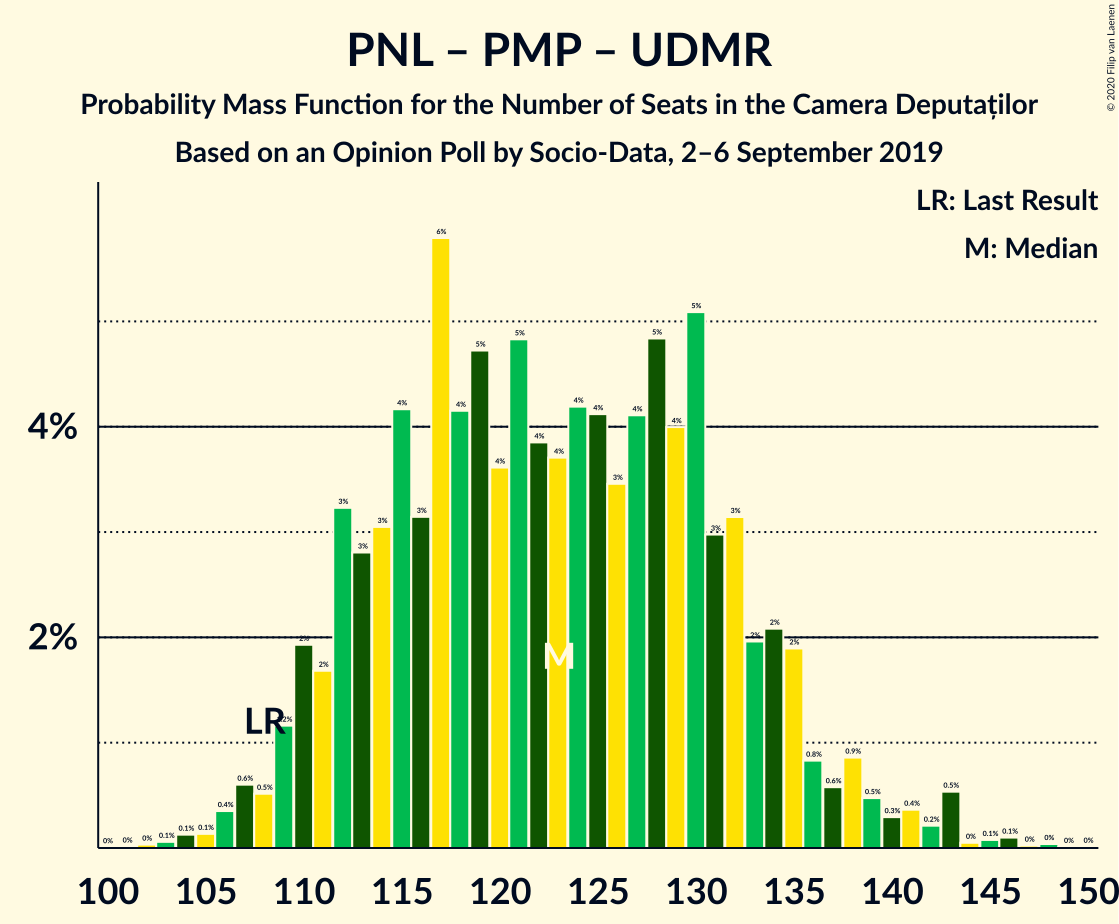 PNL – PMP – UDMR
Probability Mass Function for the Number of Seats in the Camera Deputaților
Based on an Opinion Poll by Socio-Data, 2–6 September 2019
© 2020 Filip van Laenen
LR: Last Result
M: Median
4%
2%
0% 0% 0% 0.1% 0.1% 0.1% 0.4% 0.6% 0.5% 1.2% 2% 2% 3% 3% 3% 4% 3% 6% 4% 5% 4% 5% 4% 4% 4% 4% 3% 4% 5% 4% 5% 3% 3% 2% 2% 2% 0.8% 0.6% 0.9% 0.5% 0.3% 0.4% 0.2% 0.5% 0% 0.1% 0.1% 0% 0% 0% 0%
LR
M
100 105 110 115 120 125 130 135 140 145 150